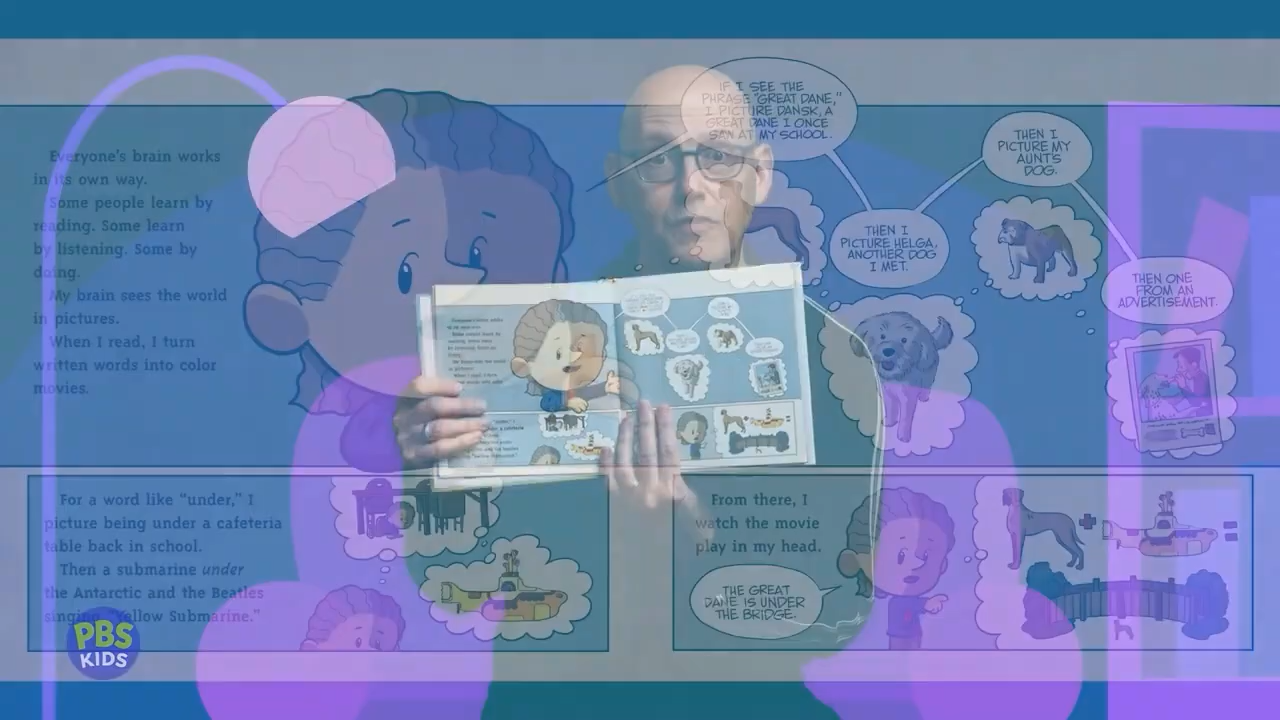 Everyone's brain works
in its own way.
Some people learn by
reading. Some learn
by listening. Some by
doing.
My brain sees the world
in pictures.
When I read, I turn
written words into color
movies.
IF I SEE THE
PHRASE "GREAT DANE,"
I PICTURE DANSK, A
GREAT DANE I ONCE
SAW AT MY SCHOOL.
THEN I
PICTURE HELGA,
ANOTHER DOG
I MET.
THEN I
PICTURE MY
AUNT'S
DOG.
THEN ONE
FROM AN
ADVERTISEMENT.
For a word like "under," I
picture being under a cafeteria
table back in school.
Then a submarine under
the Antarctic and the Beatles
singing "Yellow Submarine."
From there, I
watch the movie
play in my head.
THE GREAT
DANE IS UNDER
THE BRIDGE.
PBS
KIDS